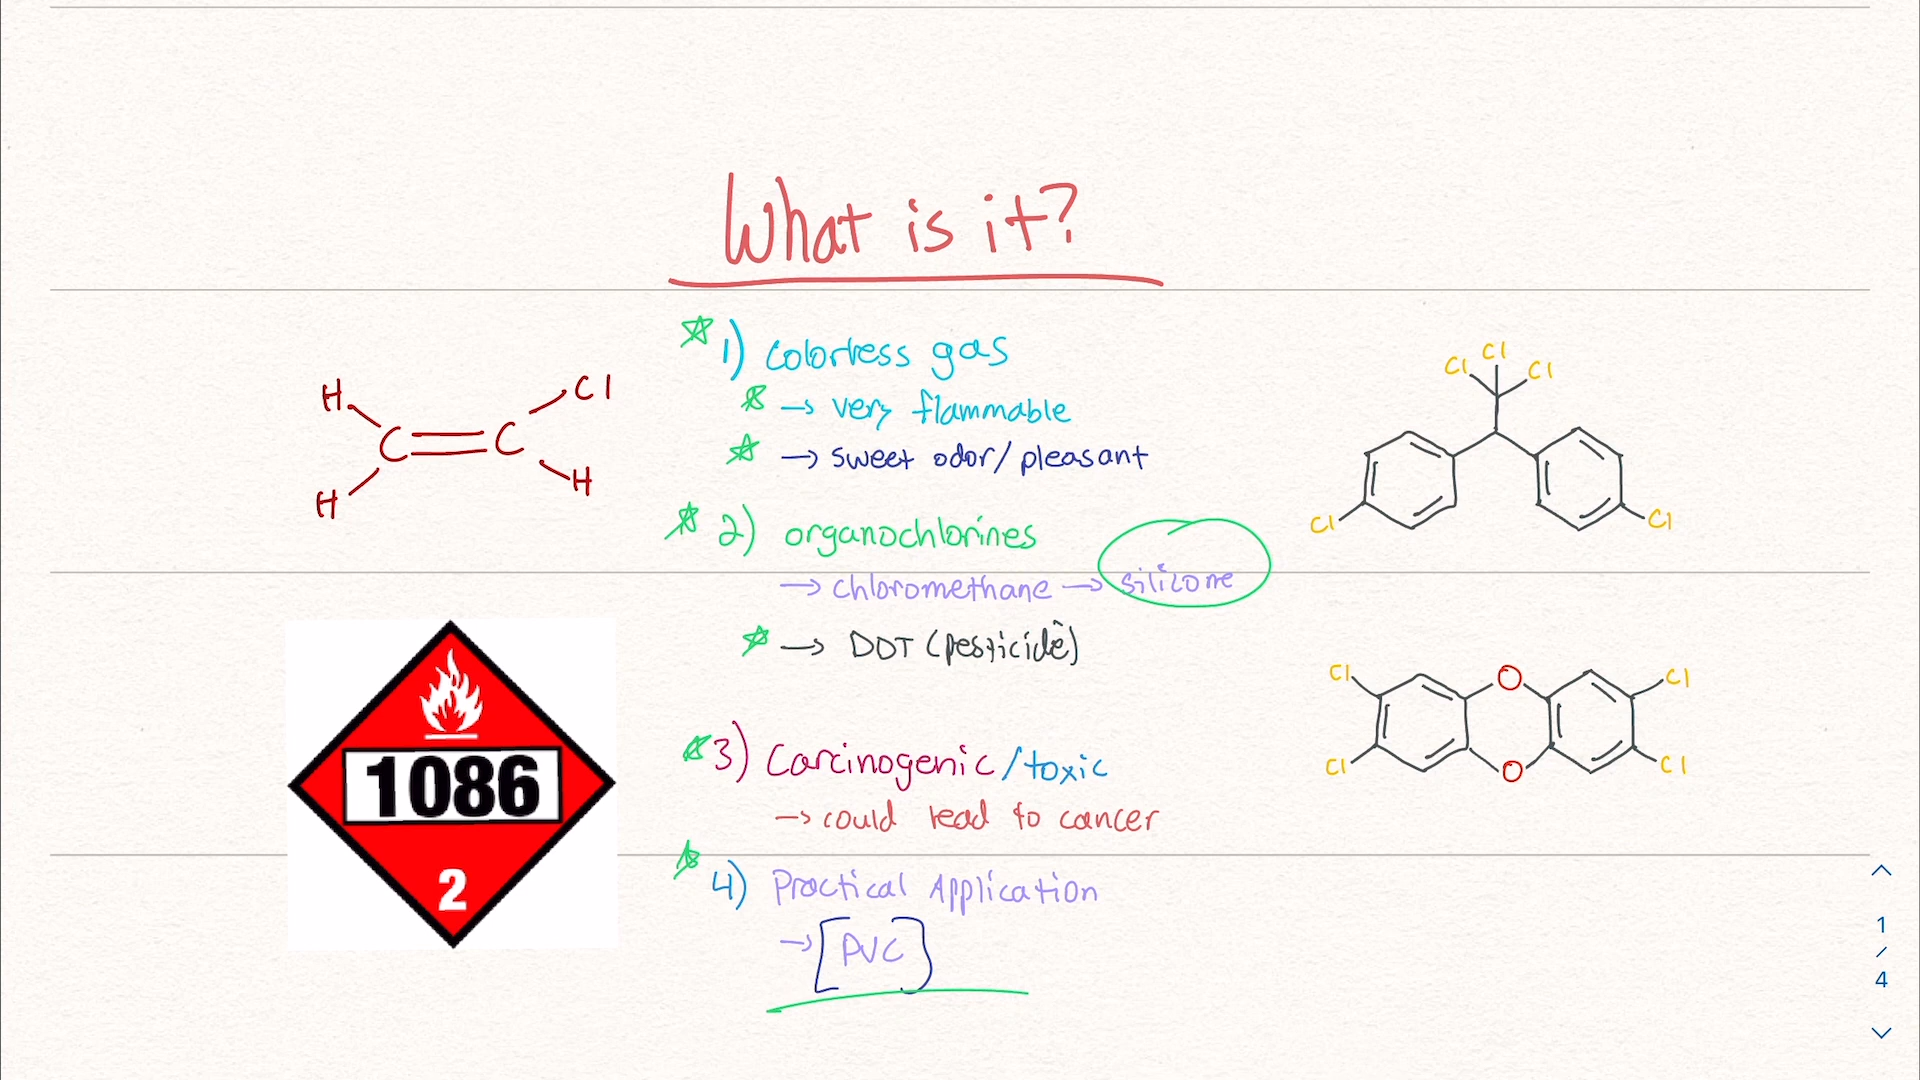 What is it?
1) colorless gas
→ very flammable
→ sweet odor/pleasant
2) organochlorines
→ chloromethane → silicone
→ DDT (pesticide)
3) Carcinogenic/toxic
→ could lead to cancer
4) Practical Application
→ [PVC]
H
Cl
C
C
H
H
1086
2
Cl
Cl
Cl
Cl
Cl
Cl
O
Cl
Cl
O
Cl
1
/
4